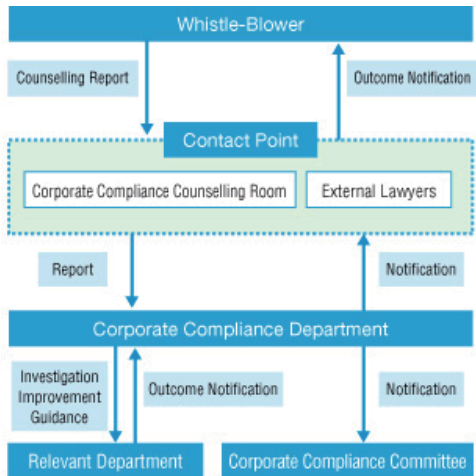 Whistle-Blower
Counselling Report
Outcome Notification
Contact Point
Corporate Compliance Counselling Room
External Lawyers
Report
Notification
Corporate Compliance Department
Investigation
Improvement
Guidance
Outcome Notification
Notification
Relevant Department
Corporate Compliance Committee